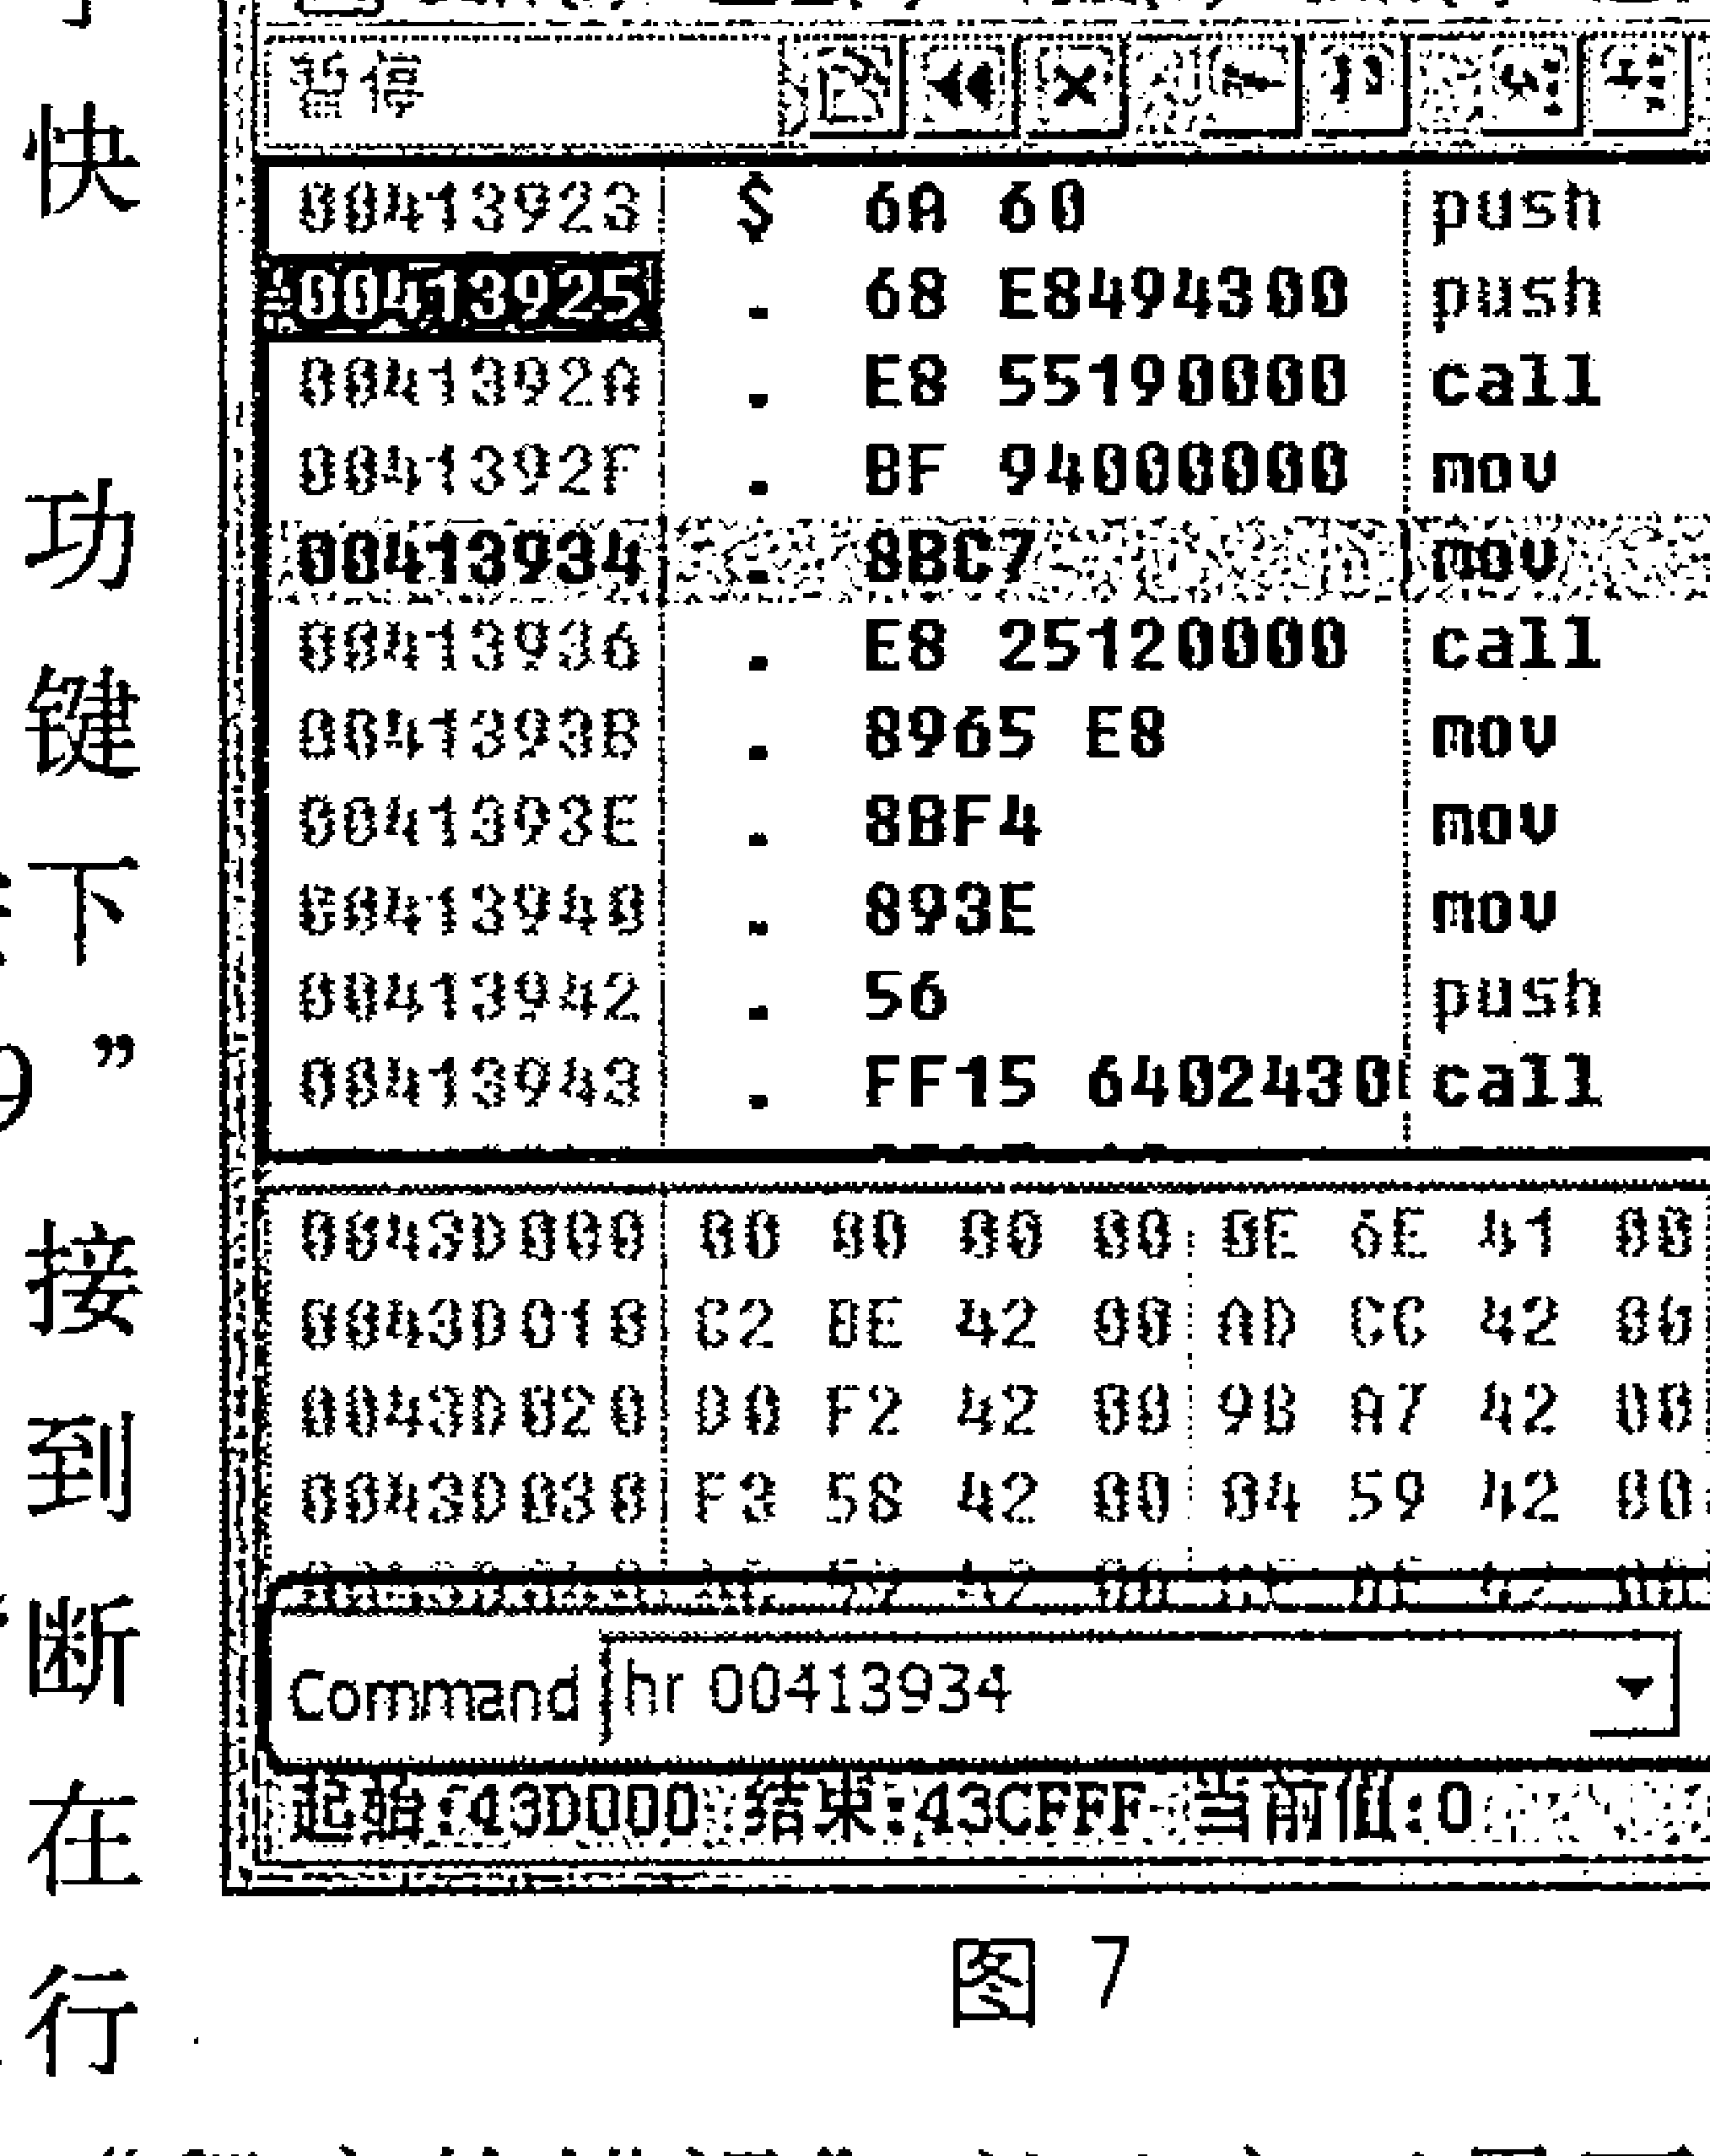 快
功
键
下
9 ”
接
到
断
在
行
暂停
00413923 $ 6A 60 push
00413925 . 68 E8494300 push
0041392A . E8 55190000 call
0041392F . BF 94000000 mov
00413934 . 8BC7 mov
00413936 . E8 25120000 call
0041393B . 8965 E8 mov
0041393E . 8BF4 mov
00413940 . 893E mov
00413942 . 56 push
00413943 . FF15 6402430 call
0043D000 00 00 00 00 0E 6E 41 00
0043D010 C2 BE 42 00 AD CC 42 00
0043D020 D0 F2 42 00 9B A7 42 00
0043D030 F3 58 42 00 04 59 42 00
Command hr 00413934
起始:43D000 结束:43CFFF 当前值:0
图 7